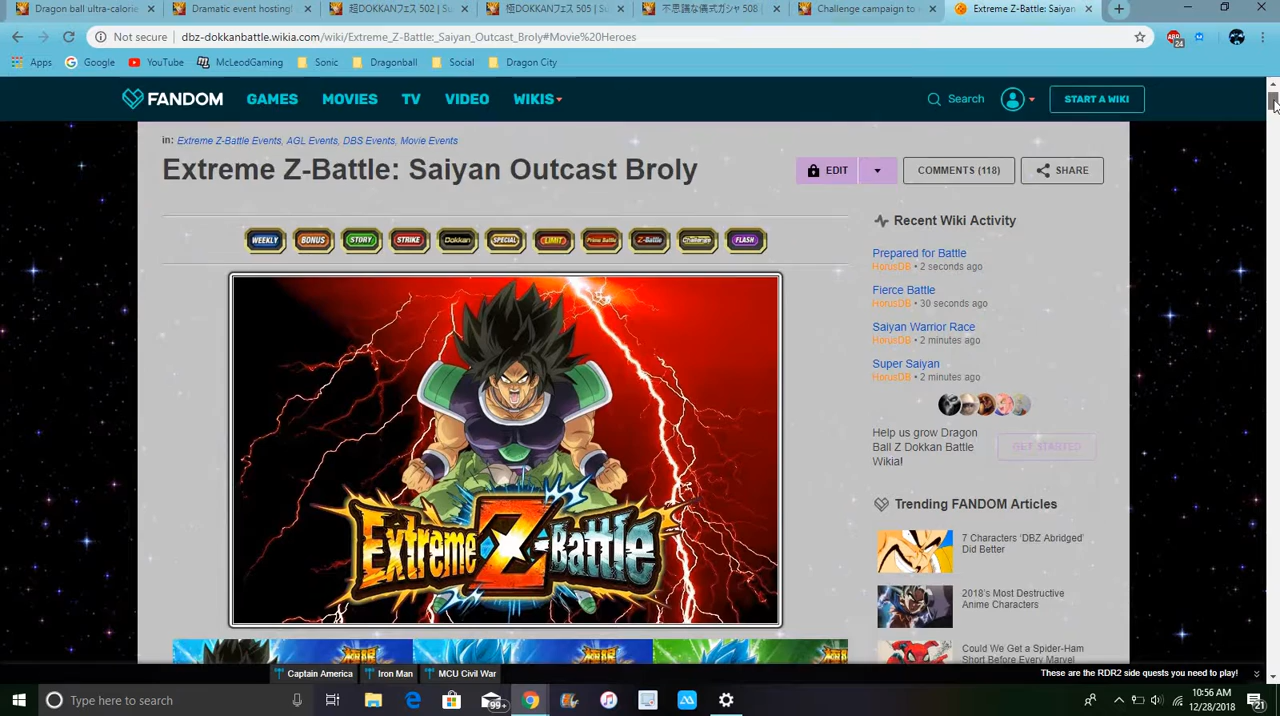 Dragon ball ultra-calorie
Dramatic event hosting!
超DOKKANフェス 502 | Su
極DOKKANフェス 505 | Su
不思議な儀式ガシャ 508 |
Challenge campaign to
Extreme Z-Battle: Saiyan
Not secure | dbz-dokkanbattle.wikia.com/wiki/Extreme_Z-Battle:_Saiyan_Outcast_Broly#Movie%20Heroes
24
Apps Google YouTube McLeodGaming Sonic Dragonball Social Dragon City
FANDOM GAMES MOVIES TV VIDEO WIKIS Search START A WIKI
in: Extreme Z-Battle Events, AGL Events, DBS Events, Movie Events
Extreme Z-Battle: Saiyan Outcast Broly
EDIT COMMENTS (118) SHARE
WEEKLY BONUS STORY STRIKE Dokkan SPECIAL LIMIT Prime Battle Z-Battle Challenge FLASH
Extreme Z-Battle
Recent Wiki Activity
Prepared for Battle
HorusDB • 2 seconds ago
Fierce Battle
HorusDB • 30 seconds ago
Saiyan Warrior Race
HorusDB • 2 minutes ago
Super Saiyan
HorusDB • 2 minutes ago
Help us grow Dragon
Ball Z Dokkan Battle
Wikia!
GET STARTED
Trending FANDOM Articles
7 Characters ‘DBZ Abridged’
Did Better
2018's Most Destructive
Anime Characters
Could We Get a Spider-Ham
Short Before Every Marvel
Captain America Iron Man MCU Civil War
These are the RDR2 side quests you need to play!
Type here to search
99+
10:56 AM
12/28/2018
21